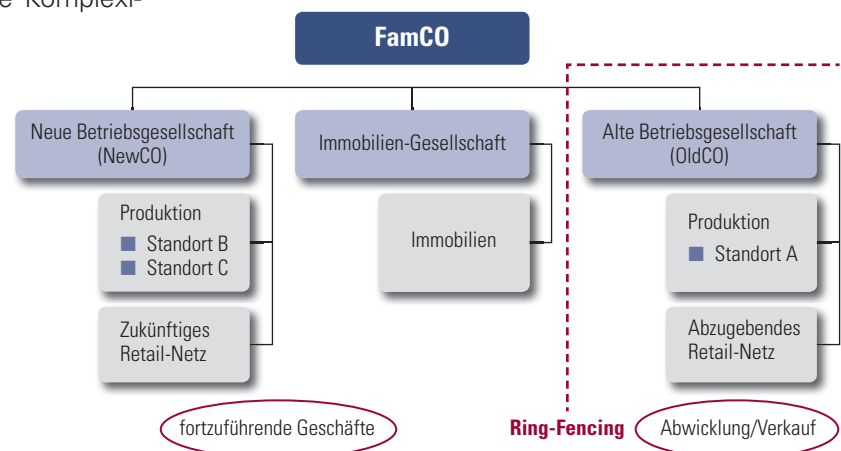 e Komplexi-
FamCO
Neue Betriebsgesellschaft
(NewCO)
Immobilien-Gesellschaft
Alte Betriebsgesellschaft
(OldCO)
Produktion
Standort B
Standort C
Immobilien
Produktion
Standort A
Zukünftiges
Retail-Netz
Abzugebendes
Retail-Netz
fortzuführende Geschäfte
Ring-Fencing
Abwicklung/Verkauf